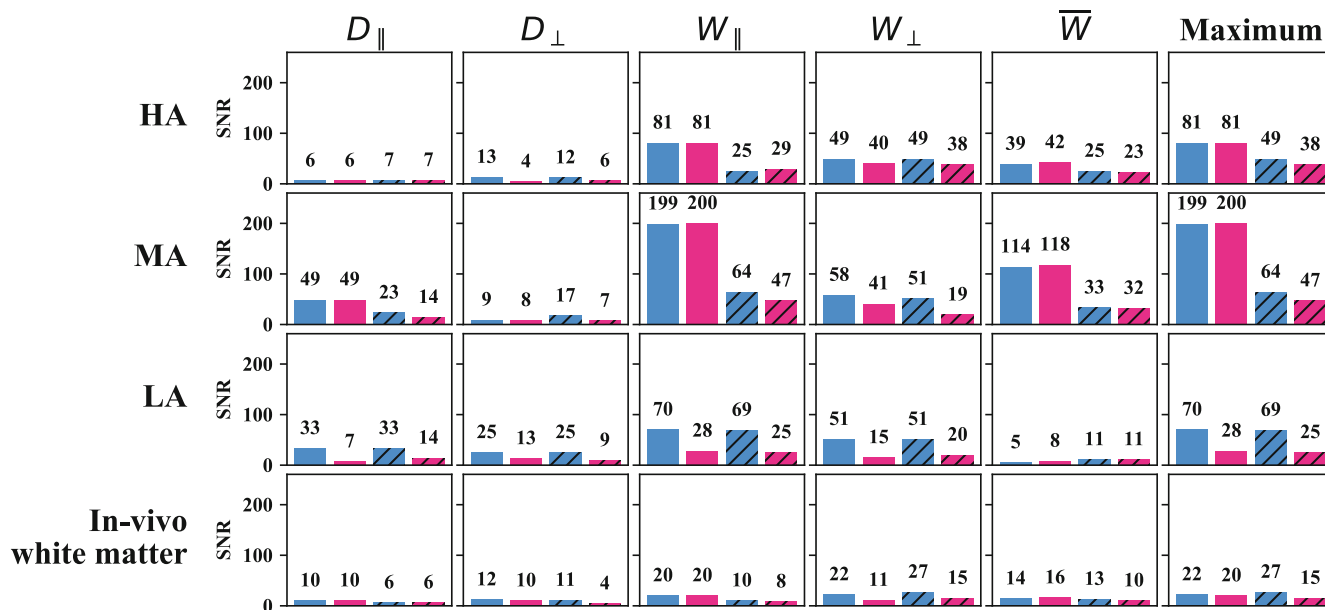 D∥ D⊥ W∥ W⊥ W̅ Maximum
HA
SNR
200
100
0
6 6 7 7
13 4 12 6
81 81 25 29
49 40 49 38
39 42 25 23
81 81 49 38
MA
SNR
200
100
0
49 49 23 14
9 8 17 7
199 200 64 47
58 41 51 19
114 118 33 32
199 200 64 47
LA
SNR
200
100
0
33 7 33 14
25 13 25 9
70 28 69 25
51 15 51 20
5 8 11 11
70 28 69 25
In-vivo
white matter
SNR
200
100
0
10 10 6 6
12 10 11 4
20 20 10 8
22 11 27 15
14 16 13 10
22 20 27 15